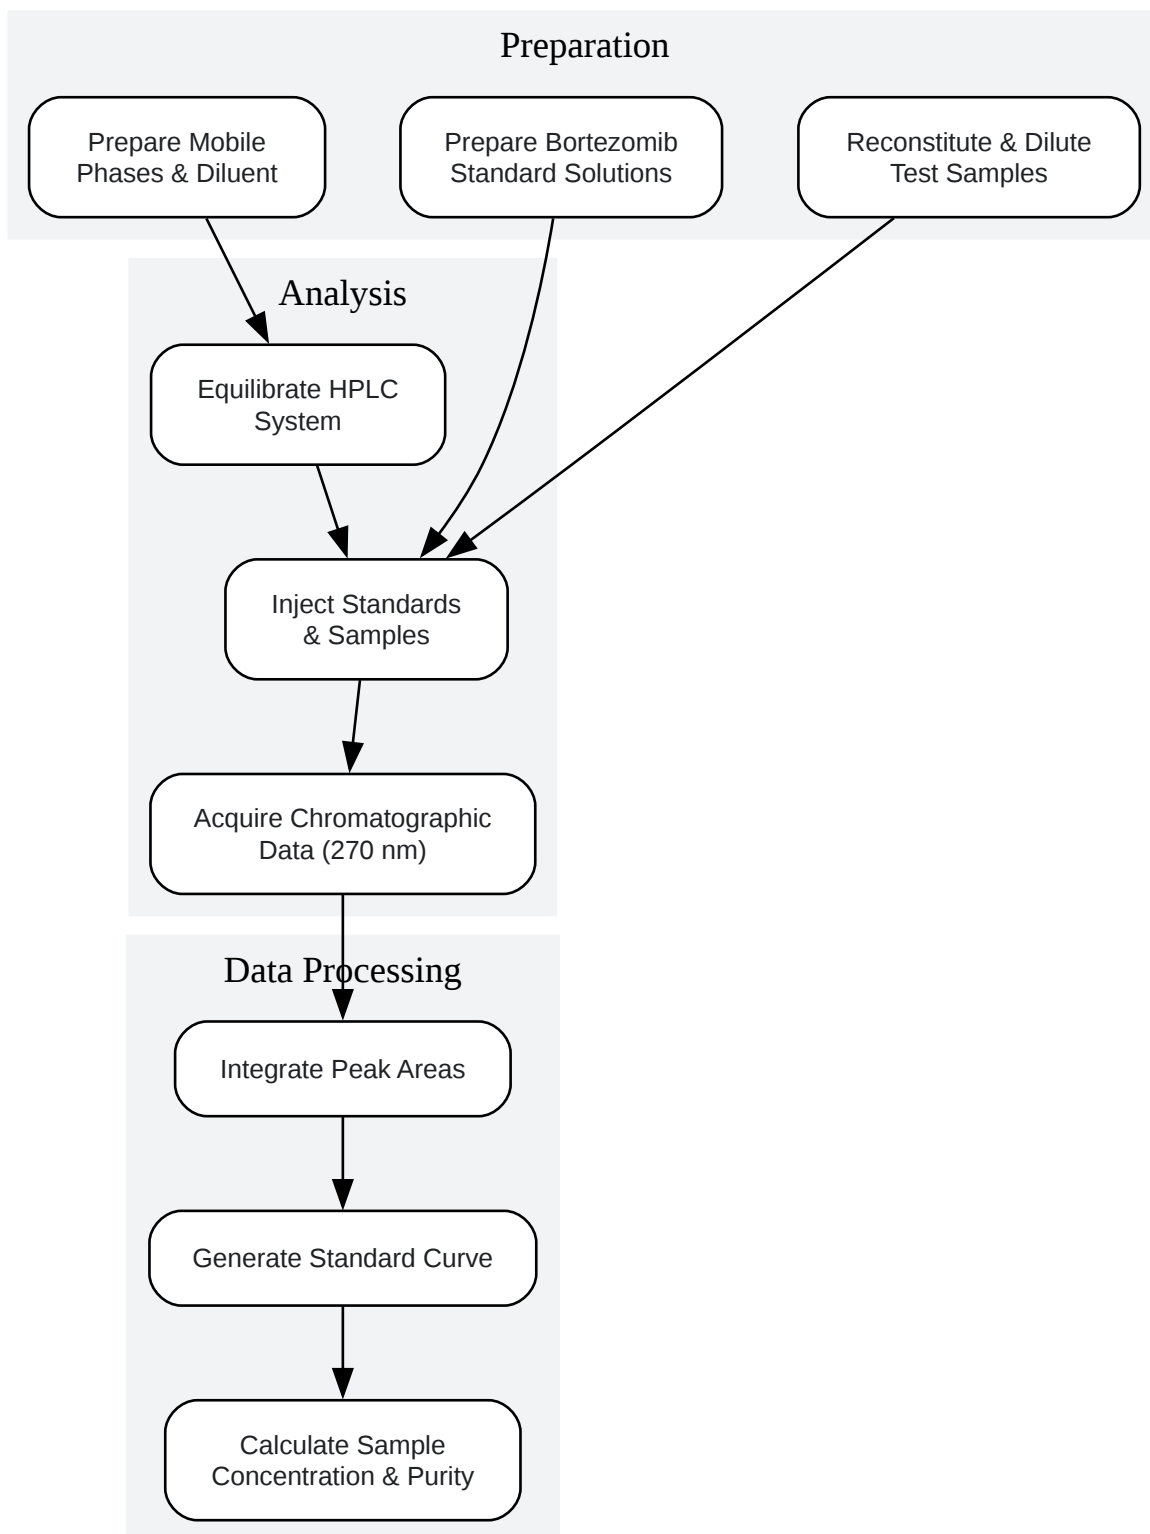 Preparation
Prepare Mobile
Phases & Diluent
Prepare Bortezomib
Standard Solutions
Reconstitute & Dilute
Test Samples
Analysis
Equilibrate HPLC
System
Inject Standards
& Samples
Acquire Chromatographic
Data (270 nm)
Data Processing
Integrate Peak Areas
Generate Standard Curve
Calculate Sample
Concentration & Purity